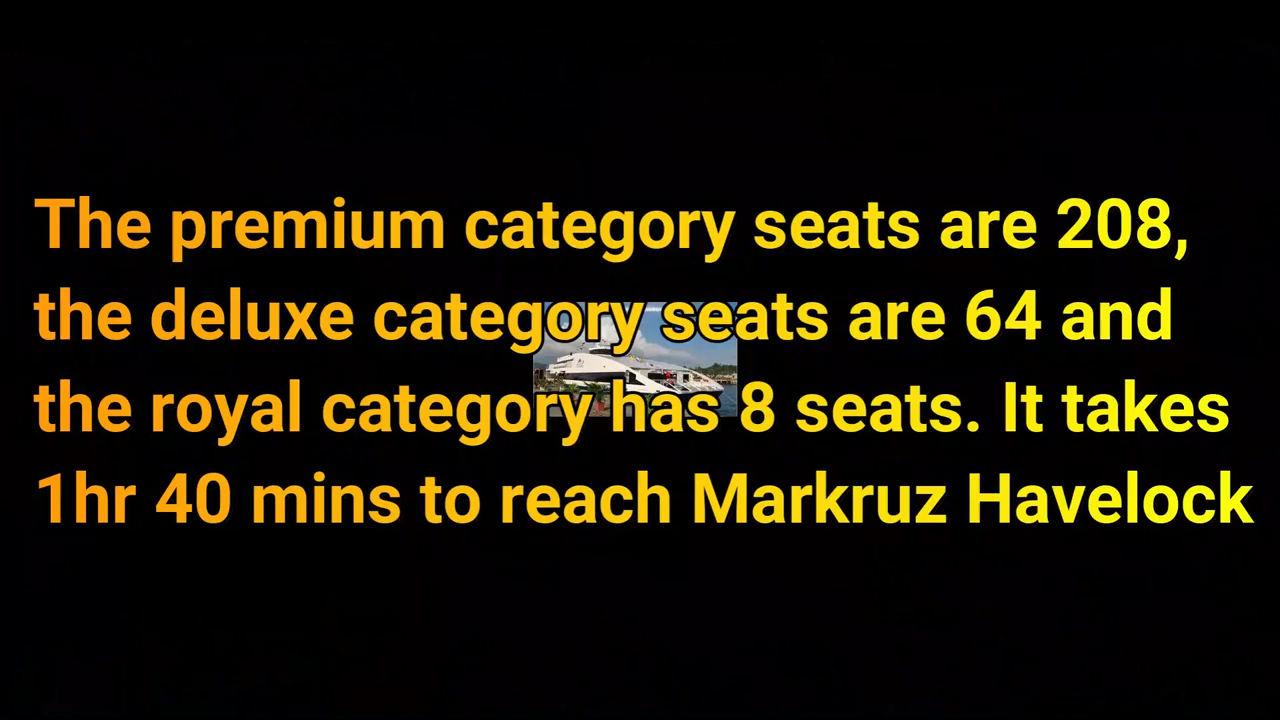 The premium category seats are 208,
the deluxe category seats are 64 and
the royal category has 8 seats. It takes
1hr 40 mins to reach Markruz Havelock